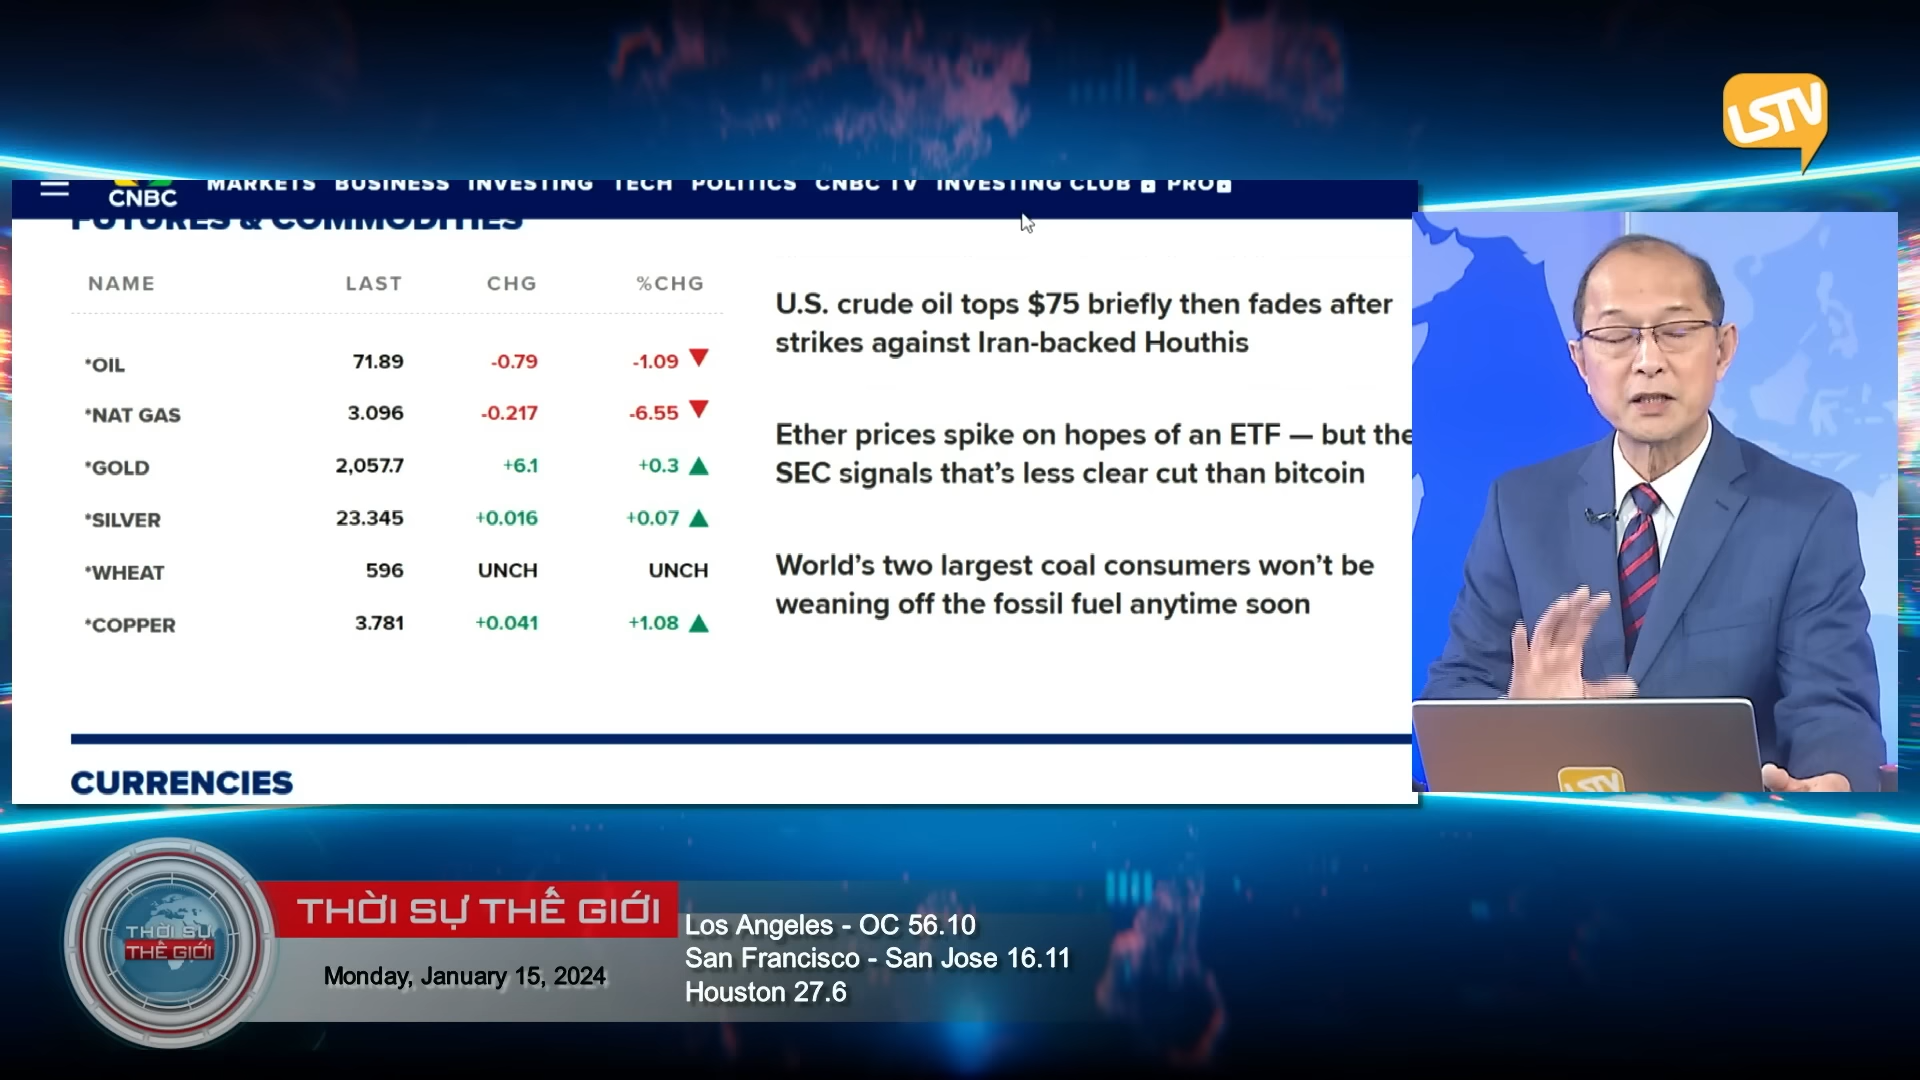 LSTV
MARKETS BUSINESS INVESTING TECH POLITICS CNBC TV INVESTING CLUB PRO
CNBC
FUTURES & COMMODITIES
NAME LAST CHG %CHG
*OIL 71.89 -0.79 -1.09
*NAT GAS 3.096 -0.217 -6.55
*GOLD 2,057.7 +6.1 +0.3
*SILVER 23.345 +0.016 +0.07
*WHEAT 596 UNCH UNCH
*COPPER 3.781 +0.041 +1.08
U.S. crude oil tops $75 briefly then fades after
strikes against Iran-backed Houthis
Ether prices spike on hopes of an ETF — but the
SEC signals that’s less clear cut than bitcoin
World’s two largest coal consumers won’t be
weaning off the fossil fuel anytime soon
CURRENCIES
LSTV
THỜI SỰ
THẾ GIỚI
THỜI SỰ THẾ GIỚI
Monday, January 15, 2024
Los Angeles - OC 56.10
San Francisco - San Jose 16.11
Houston 27.6